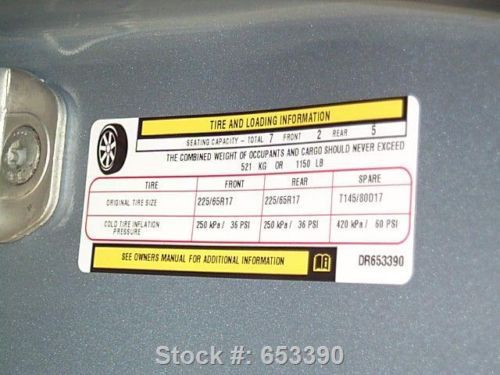 TIRE AND LOADING INFORMATION
SEATING CAPACITY - TOTAL 7 FRONT 2 REAR 5
THE COMBINED WEIGHT OF OCCUPANTS AND CARGO SHOULD NEVER EXCEED
521 KG OR 1150 LB
TIRE FRONT REAR SPARE
ORIGINAL TIRE SIZE 225/65R17 225/65R17 T145/80D17
COLD TIRE INFLATION PRESSURE 250 kPa/ 36 PSI 250 kPa/ 36 PSI 420 kPa/ 60 PSI
SEE OWNERS MANUAL FOR ADDITIONAL INFORMATION DR653390
Stock #: 653390